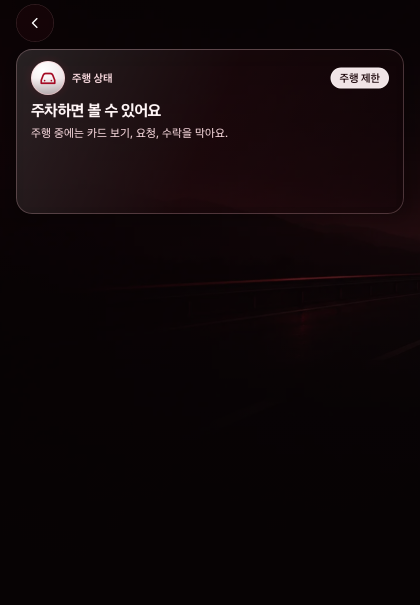 주행 상태
주행 제한
주차하면 볼 수 있어요
주행 중에는 카드 보기, 요청, 수락을 막아요.